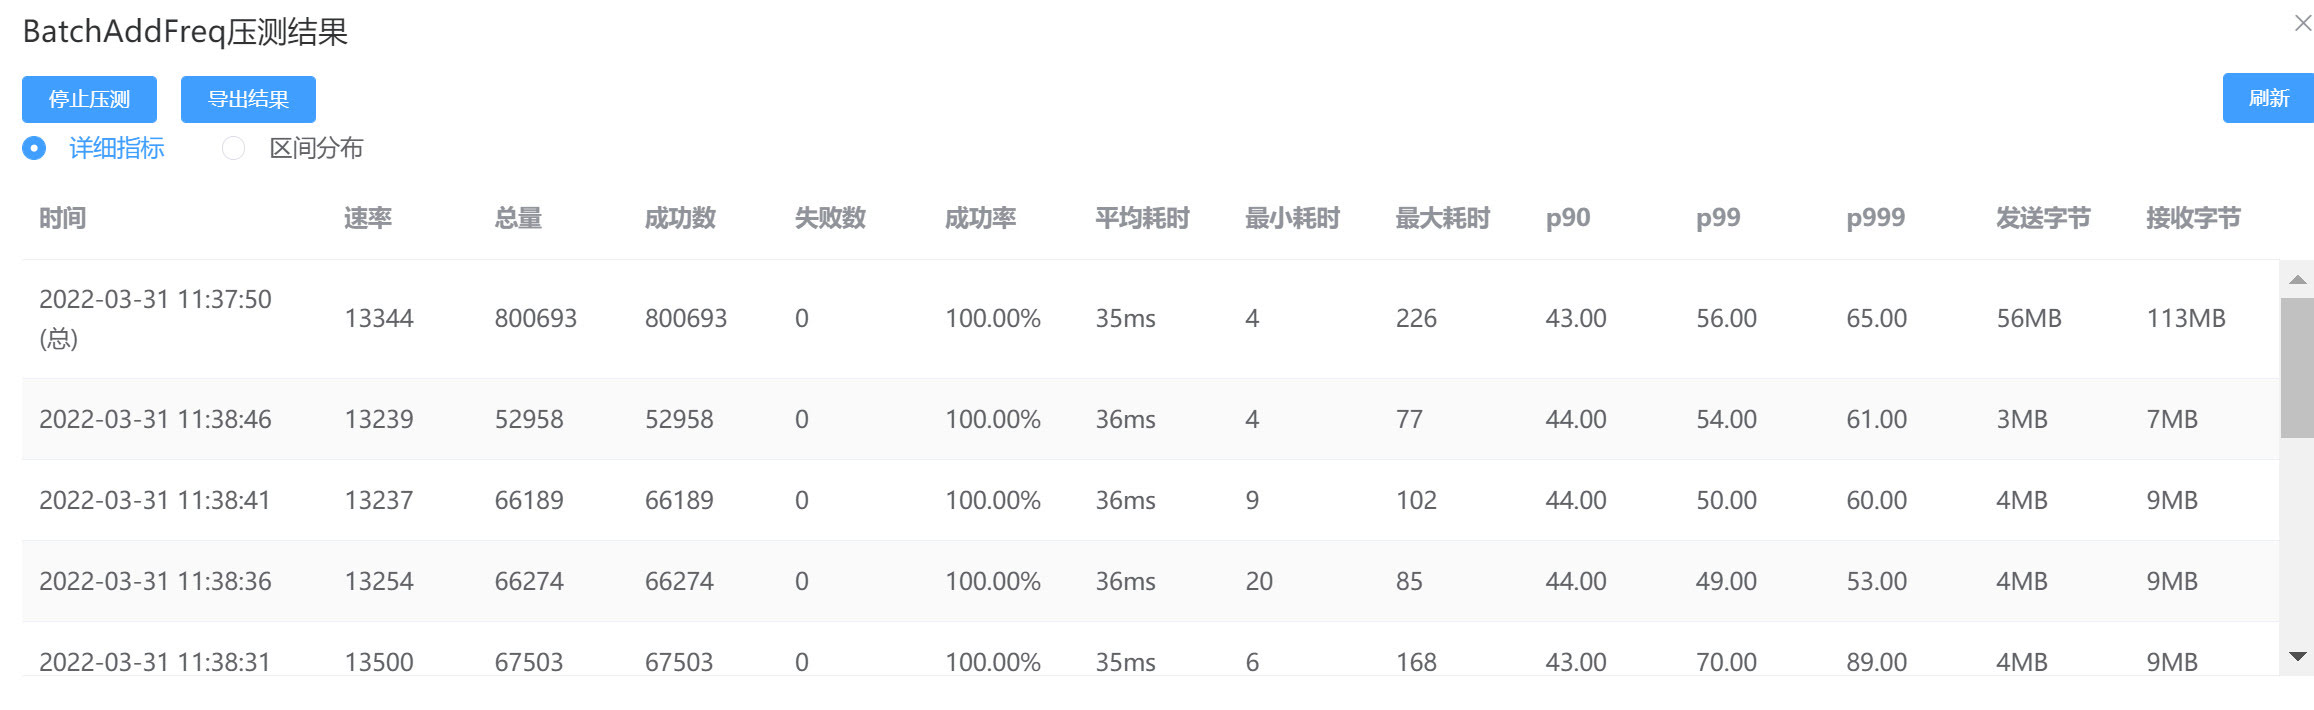 BatchAddFreq压测结果
停止压测 导出结果 刷新
详细指标 区间分布
时间 速率 总量 成功数 失败数 成功率 平均耗时 最小耗时 最大耗时 p90 p99 p999 发送字节 接收字节
2022-03-31 11:37:50
(总) 13344 800693 800693 0 100.00% 35ms 4 226 43.00 56.00 65.00 56MB 113MB
2022-03-31 11:38:46 13239 52958 52958 0 100.00% 36ms 4 77 44.00 54.00 61.00 3MB 7MB
2022-03-31 11:38:41 13237 66189 66189 0 100.00% 36ms 9 102 44.00 50.00 60.00 4MB 9MB
2022-03-31 11:38:36 13254 66274 66274 0 100.00% 36ms 20 85 44.00 49.00 53.00 4MB 9MB
2022-03-31 11:38:31 13500 67503 67503 0 100.00% 35ms 6 168 43.00 70.00 89.00 4MB 9MB